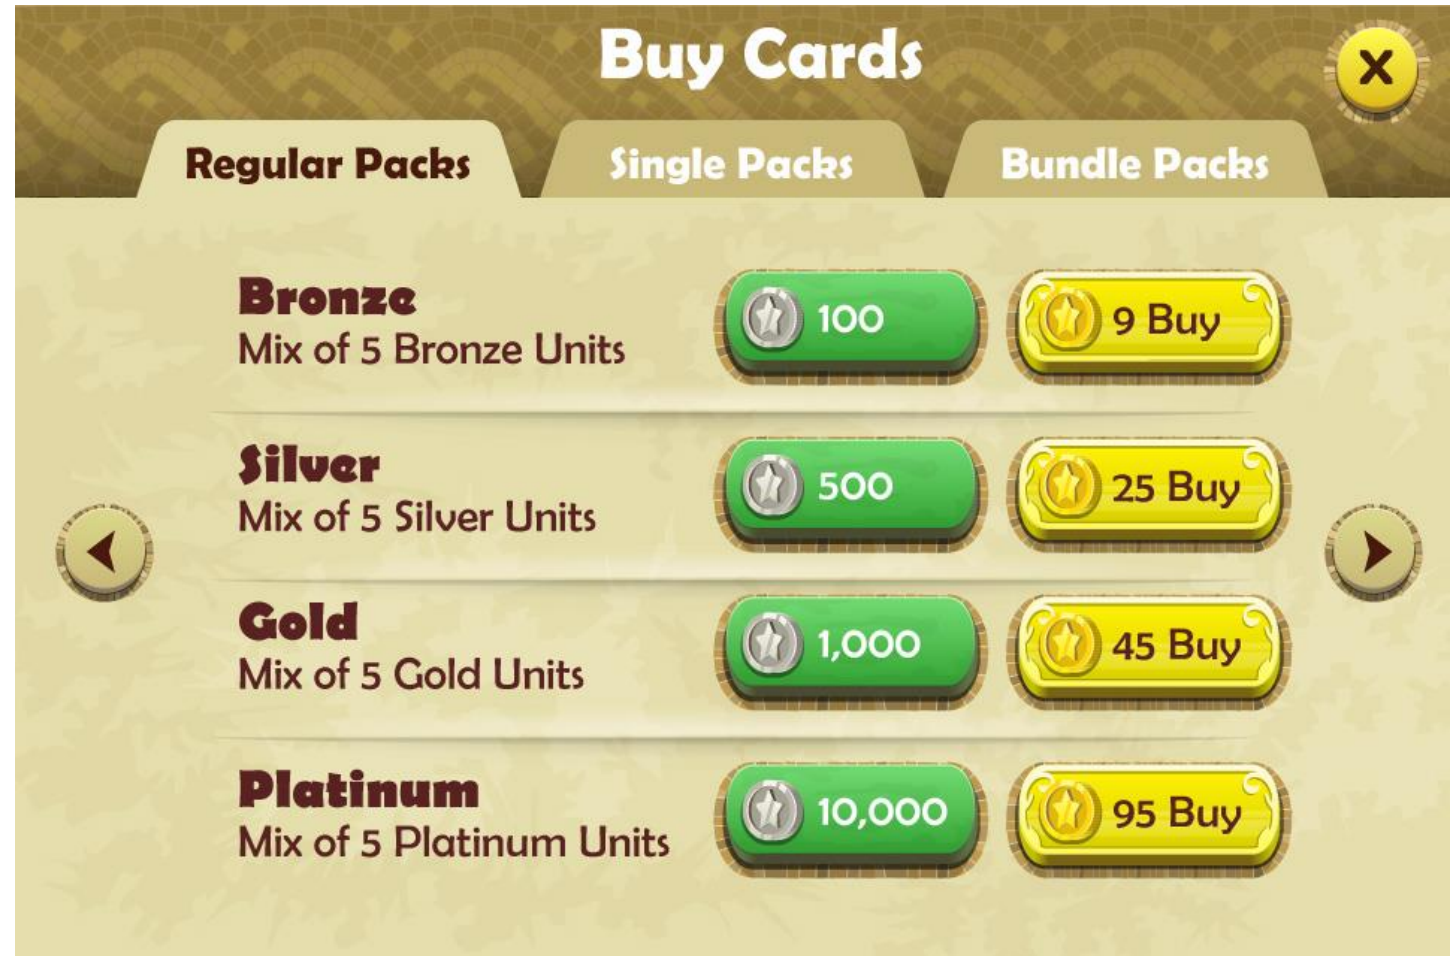 Buy Cards
X
Regular Packs
Single Packs
Bundle Packs
Bronze
Mix of 5 Bronze Units
100
9 Buy
Silver
Mix of 5 Silver Units
500
25 Buy
Gold
Mix of 5 Gold Units
1,000
45 Buy
Platinum
Mix of 5 Platinum Units
10,000
95 Buy